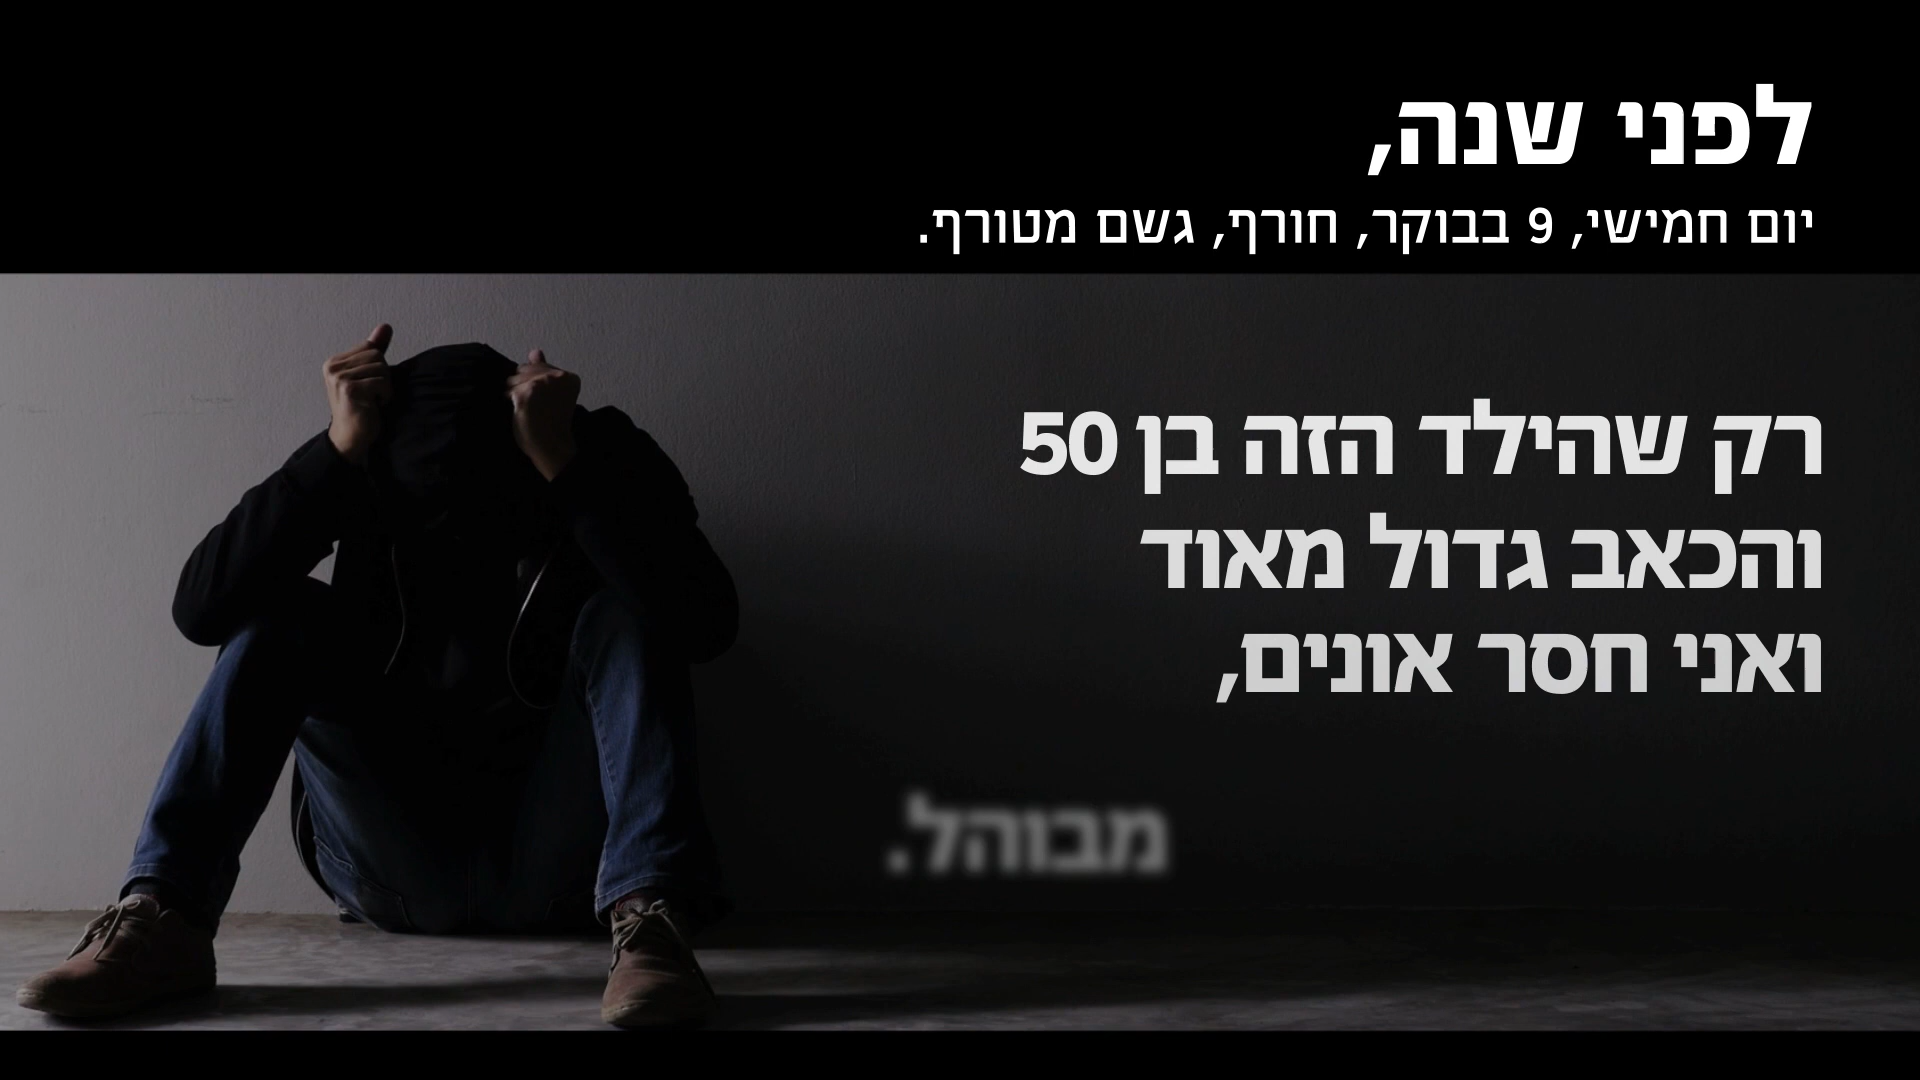 לפני שנה,
יום חמישי, 9 בבוקר, חורף, גשם מטורף.
רק שהילד הזה בן 50
והכאב גדול מאוד
ואני חסר אונים,
מבוהל.